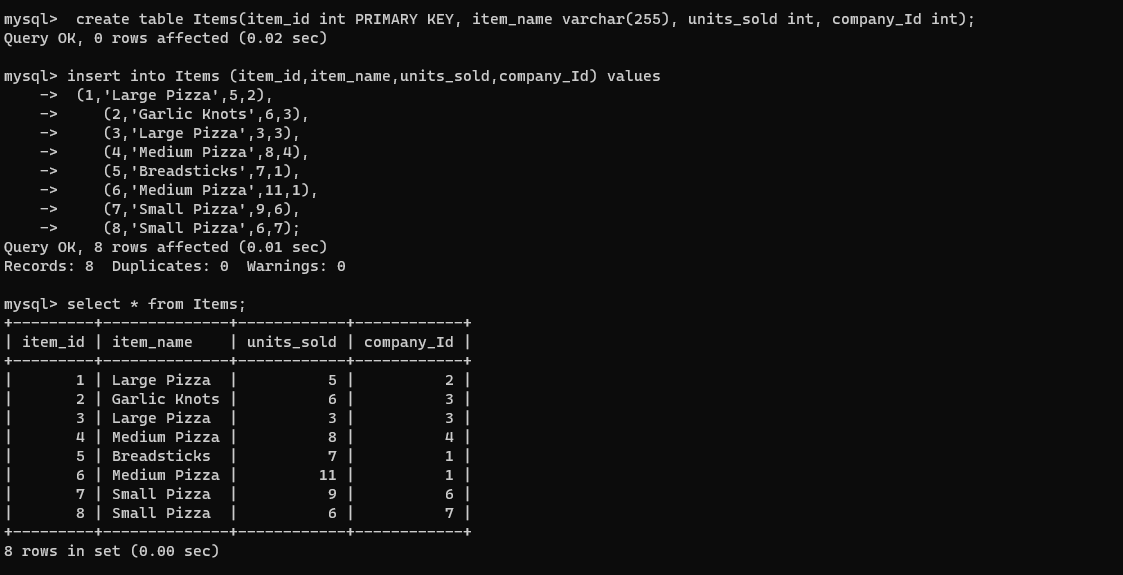 mysql>  create table Items(item_id int PRIMARY KEY, item_name varchar(255), units_sold int, company_Id int);
Query OK, 0 rows affected (0.02 sec)
mysql> insert into Items (item_id,item_name,units_sold,company_Id) values
    ->  (1,'Large Pizza',5,2),
    ->     (2,'Garlic Knots',6,3),
    ->     (3,'Large Pizza',3,3),
    ->     (4,'Medium Pizza',8,4),
    ->     (5,'Breadsticks',7,1),
    ->     (6,'Medium Pizza',11,1),
    ->     (7,'Small Pizza',9,6),
    ->     (8,'Small Pizza',6,7);
Query OK, 8 rows affected (0.01 sec)
Records: 8  Duplicates: 0  Warnings: 0
mysql> select * from Items;
+---------+--------------+------------+------------+
| item_id | item_name    | units_sold | company_Id |
+---------+--------------+------------+------------+
|       1 | Large Pizza  |          5 |          2 |
|       2 | Garlic Knots |          6 |          3 |
|       3 | Large Pizza  |          3 |          3 |
|       4 | Medium Pizza |          8 |          4 |
|       5 | Breadsticks  |          7 |          1 |
|       6 | Medium Pizza |         11 |          1 |
|       7 | Small Pizza  |          9 |          6 |
|       8 | Small Pizza  |          6 |          7 |
+---------+--------------+------------+------------+
8 rows in set (0.00 sec)